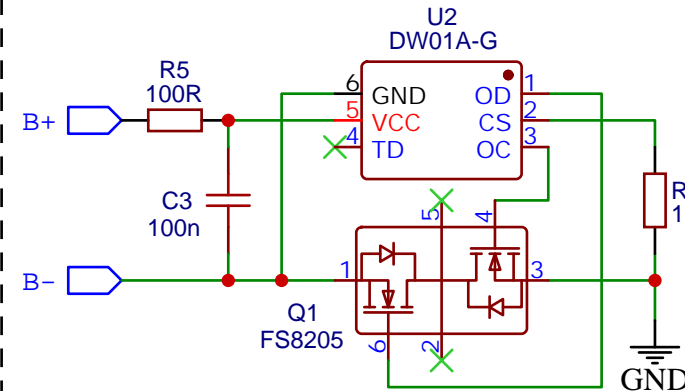 U2
DW01A-G
R5
100R
B+
6
GND
OD
1
5
VCC
CS
2
4
TD
OC
3
C3
100n
R
1
5
4
B-
1
3
Q1
FS8205
6
2
GND